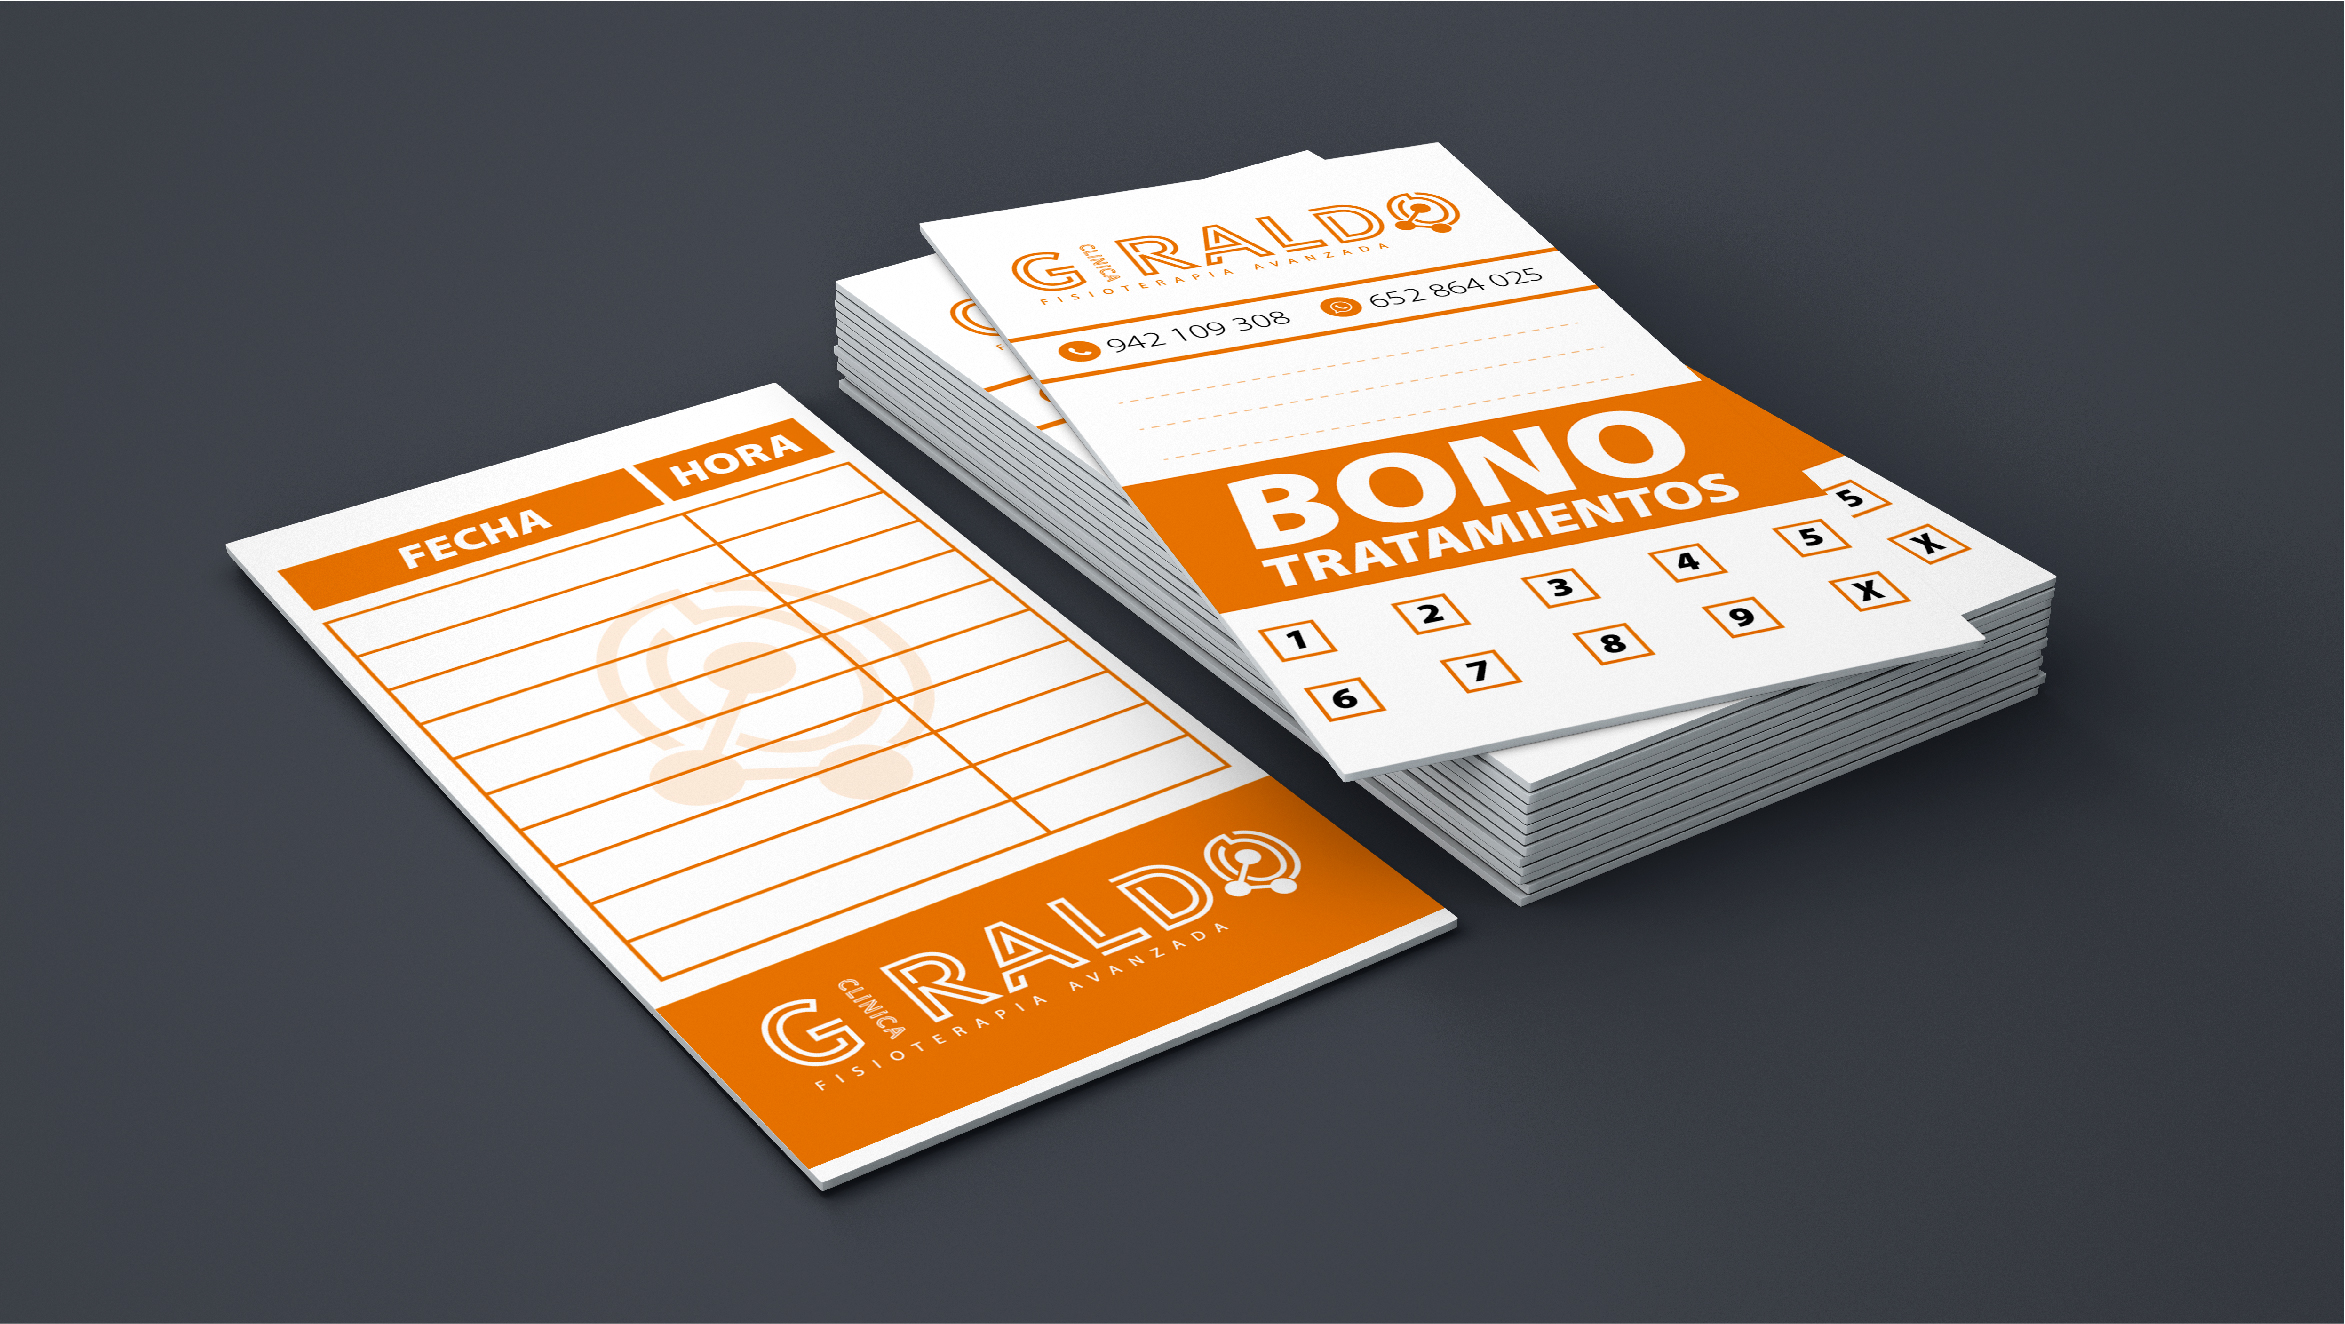 FECHA HORA
G CLINICA RALDO
FISIOTERAPIA AVANZADA
G CLINICA RALDO
FISIOTERAPIA AVANZADA
942 109 308 652 864 025
BONO
TRATAMIENTOS
1 2 3 4 5
6 7 8 9 X
5
X